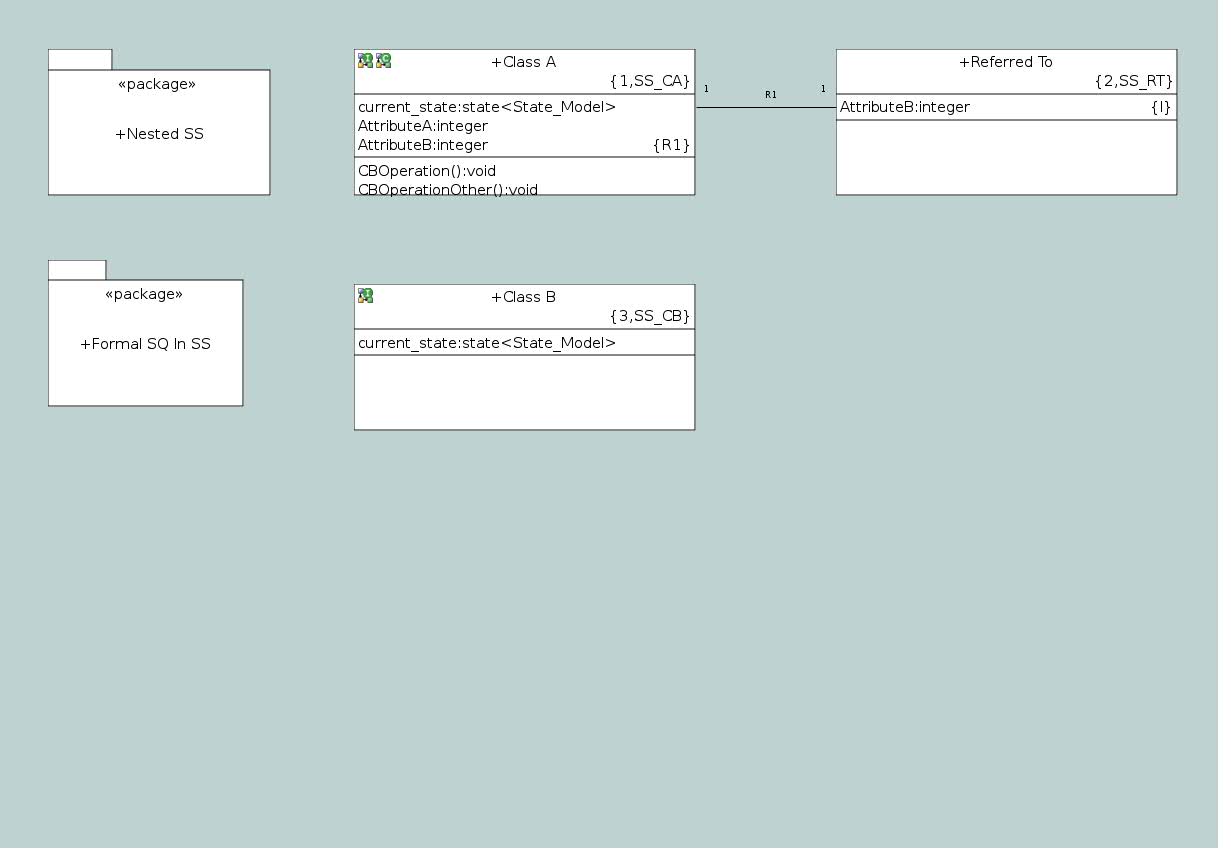 «package»
+Nested SS
+Class A
{1,SS_CA}
current_state:state<State_Model>
AttributeA:integer
AttributeB:integer {R1}
CBOperation():void
CBOperationOther():void
1 R1 1
+Referred To
{2,SS_RT}
AttributeB:integer {I}
«package»
+Formal SQ In SS
+Class B
{3,SS_CB}
current_state:state<State_Model>